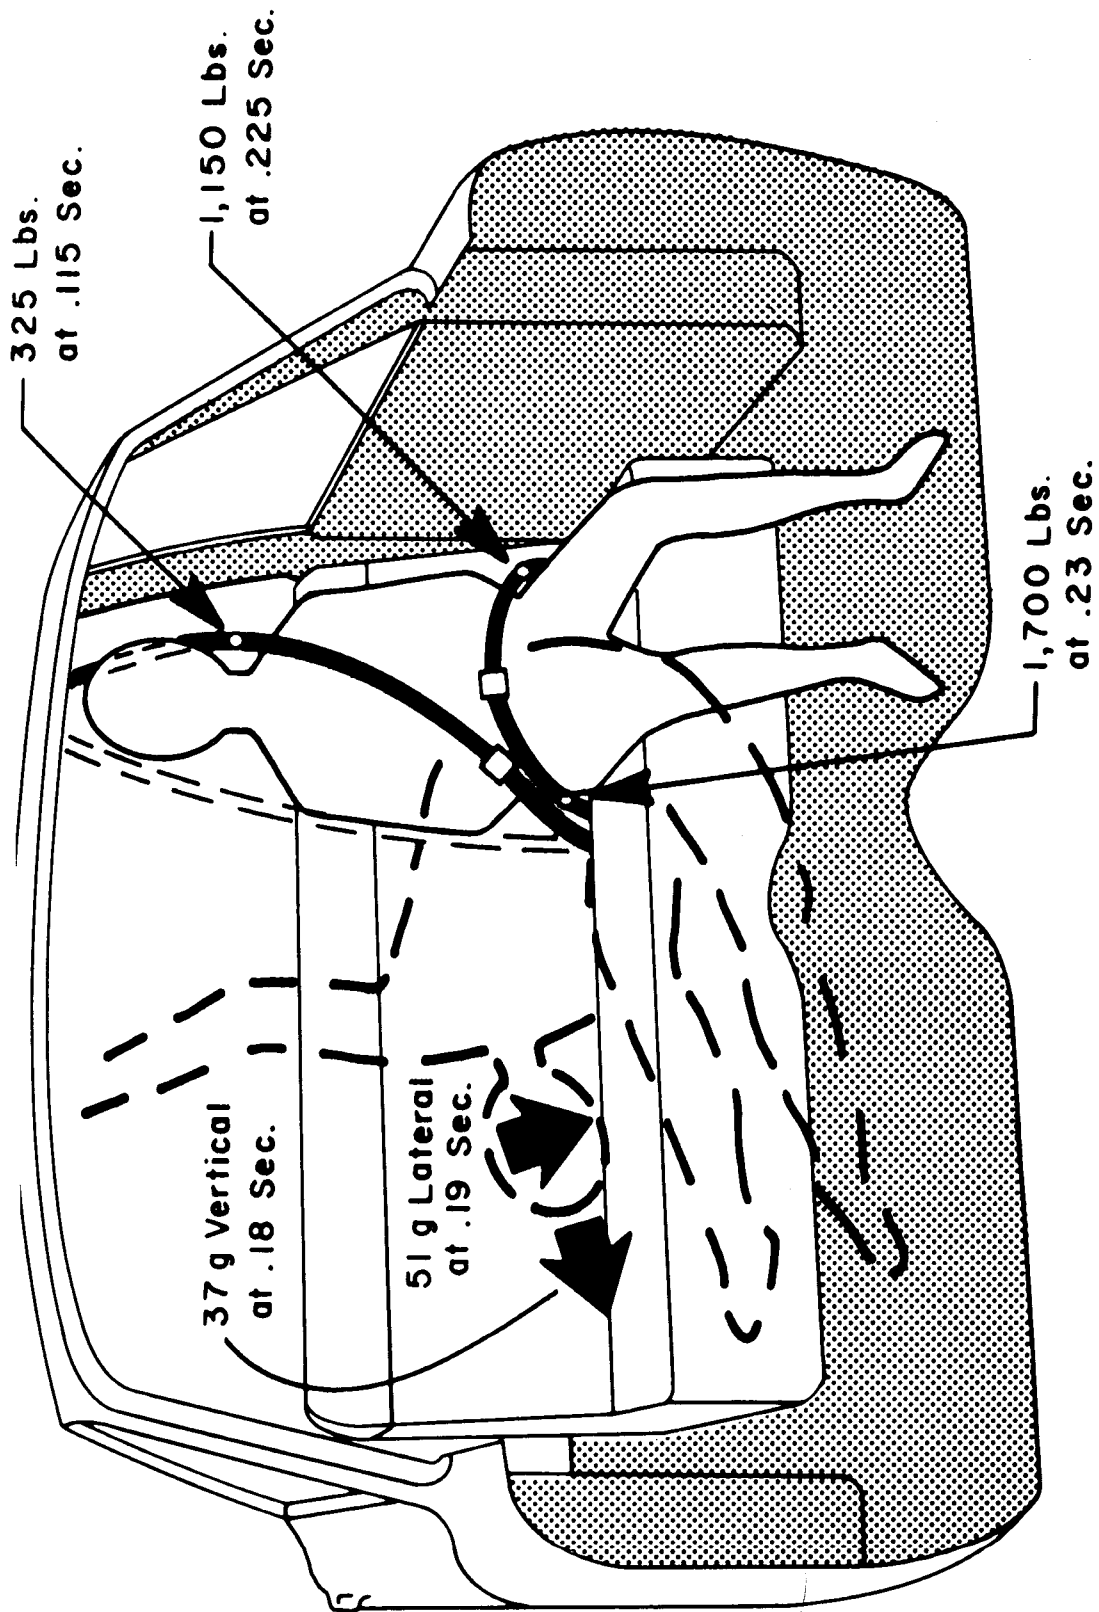 325 Lbs.
at .115 Sec.
1,150 Lbs.
at .225 Sec.
37 g Vertical
at .18 Sec.
51 g Lateral
at .19 Sec.
1,700 Lbs.
at .23 Sec.